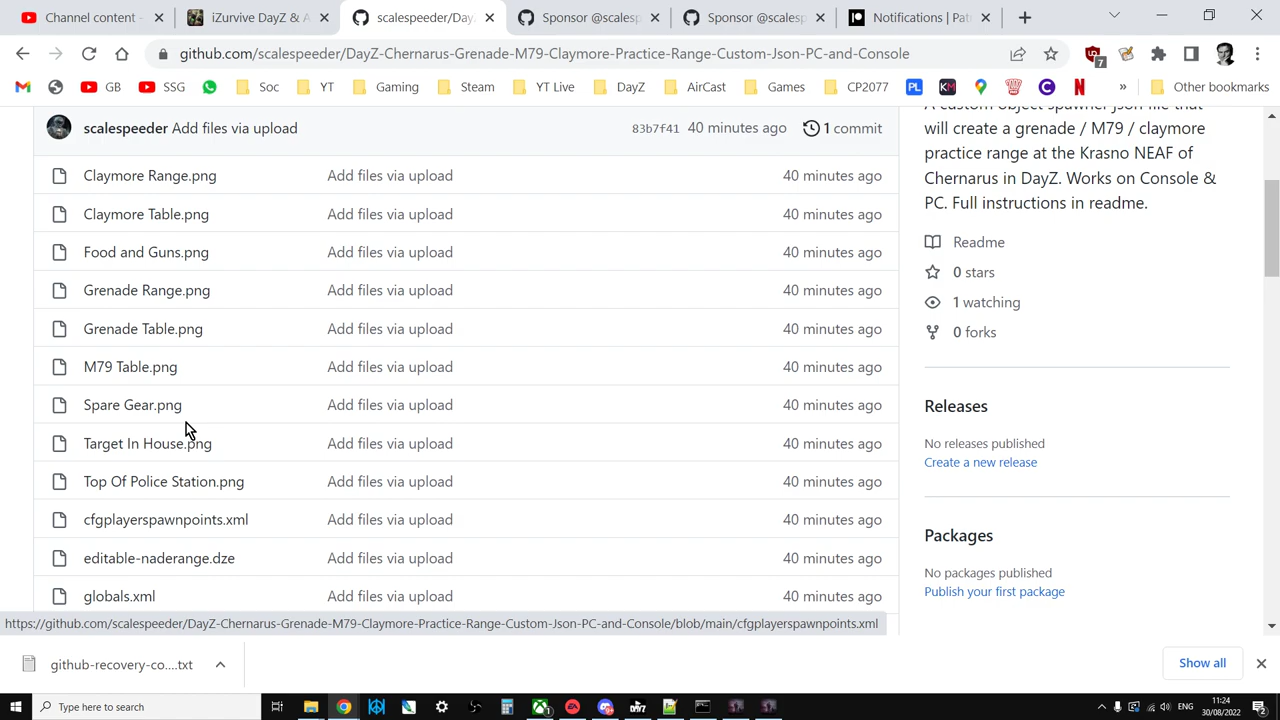 Channel content -
iZurvive DayZ & A
scalespeeder/Day
Sponsor @scalesp
Sponsor @scalesp
Notifications | Pat
github.com/scalespeeder/DayZ-Chernarus-Grenade-M79-Claymore-Practice-Range-Custom-Json-PC-and-Console
7
GB
SSG
Soc
YT
Gaming
Steam
YT Live
DayZ
AirCast
Games
CP2077
PL
KM
»
Other bookmarks
A custom object spawner json file that
will create a grenade / M79 / claymore
practice range at the Krasno NEAF of
Chernarus in DayZ. Works on Console &
PC. Full instructions in readme.
scalespeeder Add files via upload 83b7f41 40 minutes ago 1 commit
Claymore Range.png Add files via upload 40 minutes ago
Claymore Table.png Add files via upload 40 minutes ago
Food and Guns.png Add files via upload 40 minutes ago
Grenade Range.png Add files via upload 40 minutes ago
Grenade Table.png Add files via upload 40 minutes ago
M79 Table.png Add files via upload 40 minutes ago
Spare Gear.png Add files via upload 40 minutes ago
Target In House.png Add files via upload 40 minutes ago
Top Of Police Station.png Add files via upload 40 minutes ago
cfgplayerspawnpoints.xml Add files via upload 40 minutes ago
editable-naderange.dze Add files via upload 40 minutes ago
globals.xml Add files via upload 40 minutes ago
Readme
0 stars
1 watching
0 forks
Releases
No releases published
Create a new release
Packages
No packages published
Publish your first package
https://github.com/scalespeeder/DayZ-Chernarus-Grenade-M79-Claymore-Practice-Range-Custom-Json-PC-and-Console/blob/main/cfgplayerspawnpoints.xml
github-recovery-co....txt
Show all
Type here to search
ENG
11:24
30/08/2022
2